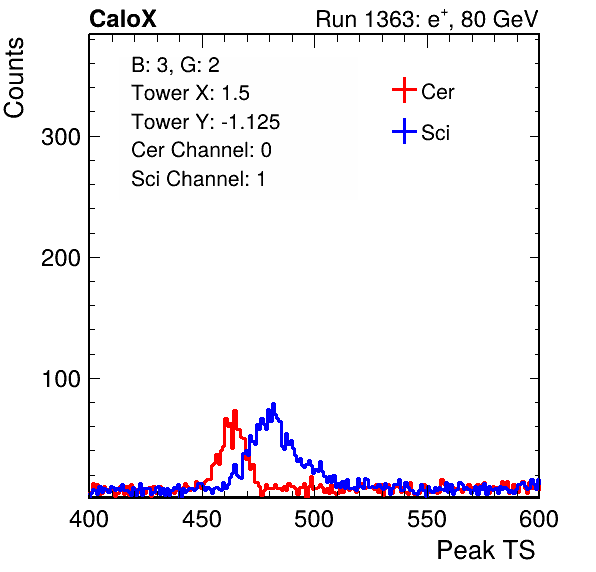 CaloX Run 1363: e⁺, 80 GeV
Counts
B: 3, G: 2
Tower X: 1.5
Tower Y: -1.125
Cer Channel: 0
Sci Channel: 1
Cer
Sci
300
200
100
400 450 500 550 600
Peak TS